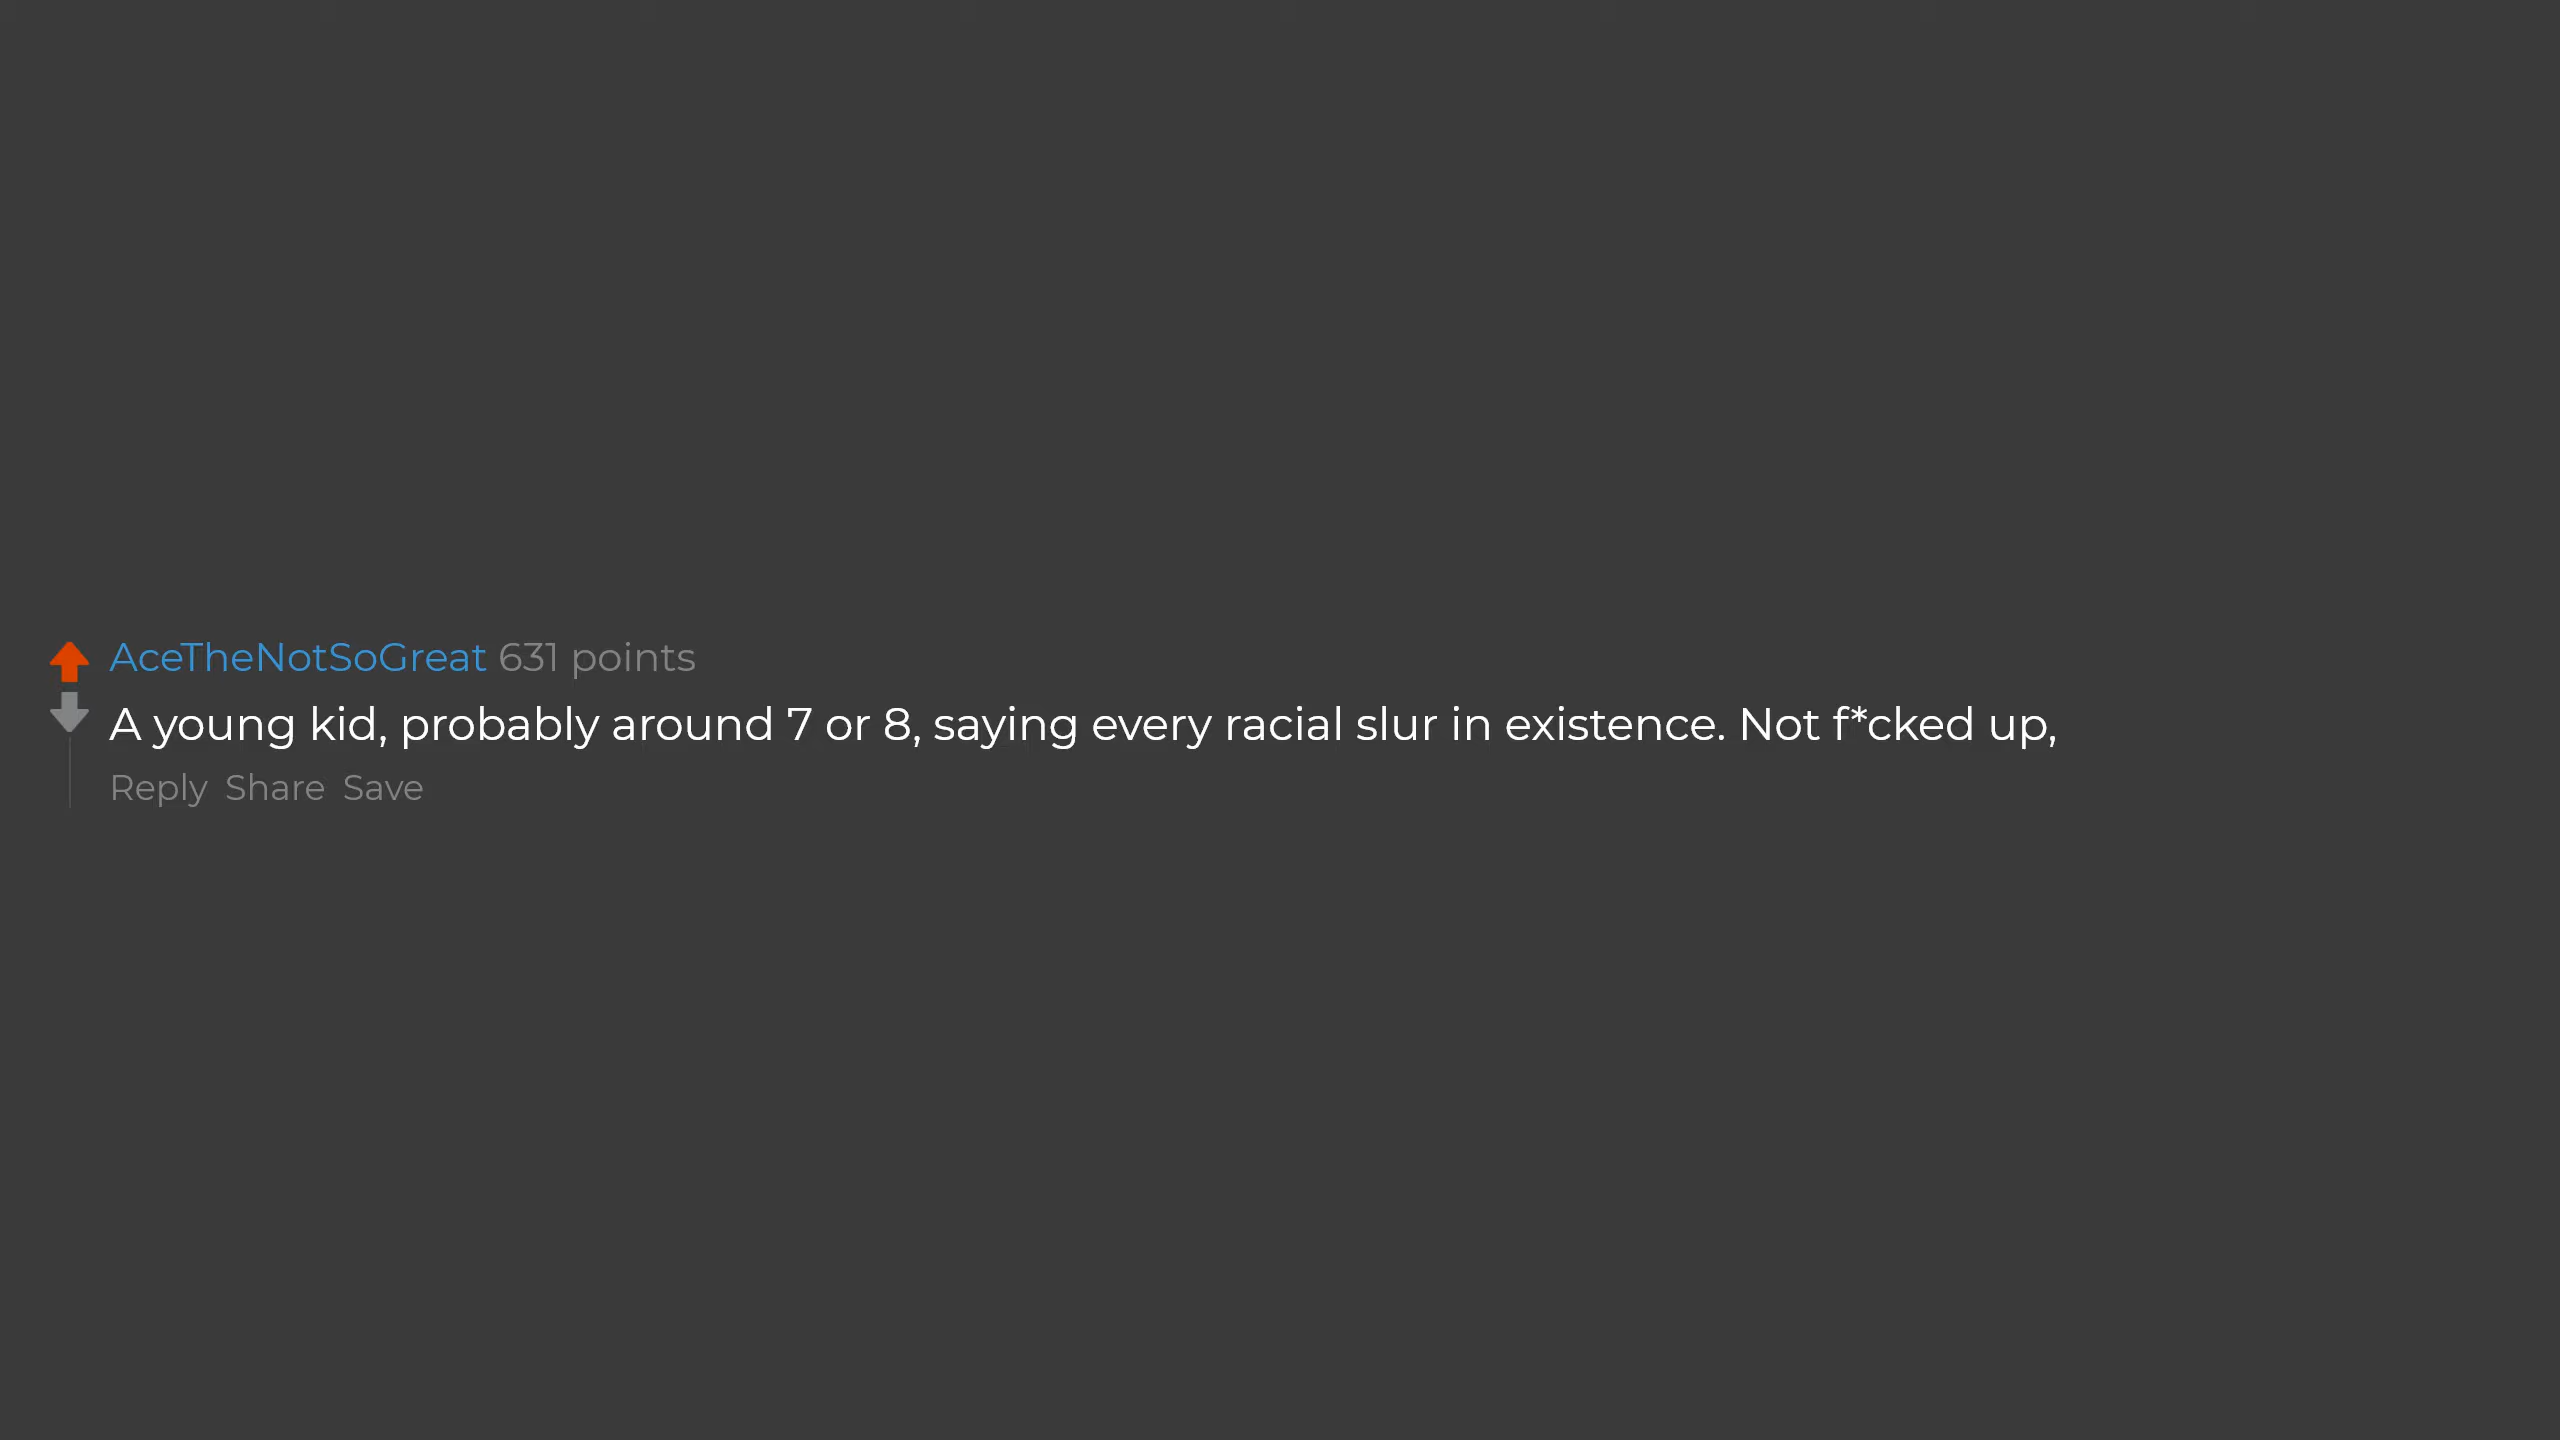 AceTheNotSoGreat 631 points
A young kid, probably around 7 or 8, saying every racial slur in existence. Not f*cked up,
Reply Share Save